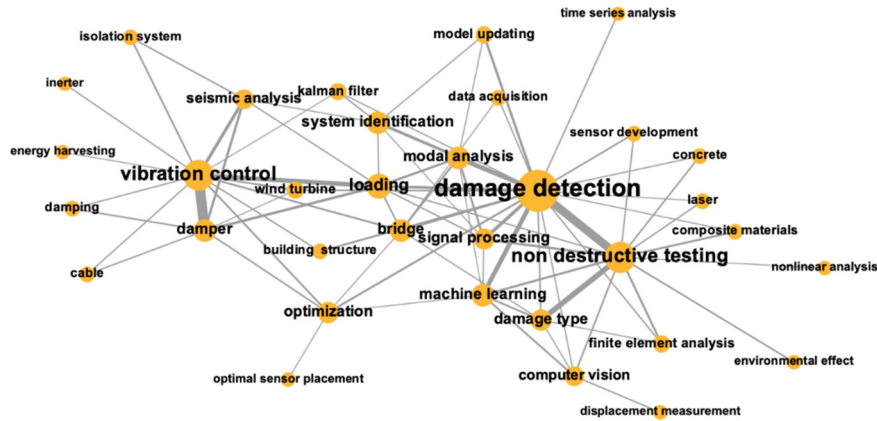 time series analysis
isolation system
model updating
inerter
kalman filter
seismic analysis
data acquisition
system identification
sensor development
energy harvesting
modal analysis
concrete
vibration control
wind turbine
loading
damage detection
laser
damping
damper
bridge
signal processing
composite materials
building structure
non destructive testing
cable
nonlinear analysis
machine learning
optimization
damage type
finite element analysis
environmental effect
optimal sensor placement
computer vision
displacement measurement